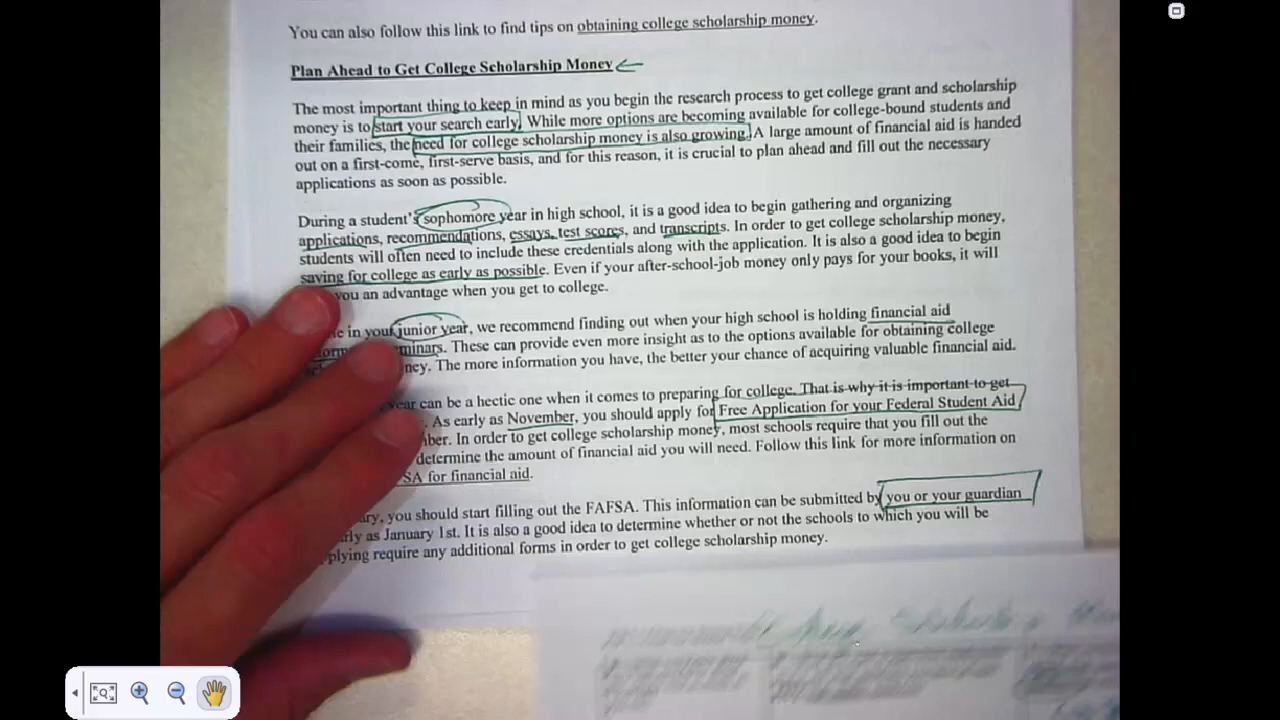 You can also follow this link to find tips on obtaining college scholarship money.
Plan Ahead to Get College Scholarship Money
The most important thing to keep in mind as you begin the research process to get college grant and scholarship
money is to start your search early. While more options are becoming available for college-bound students and
their families, the need for college scholarship money is also growing. A large amount of financial aid is handed
out on a first-come, first-serve basis, and for this reason, it is crucial to plan ahead and fill out the necessary
applications as soon as possible.
During a student's sophomore year in high school, it is a good idea to begin gathering and organizing
applications, recommendations, essays, test scores, and transcripts. In order to get college scholarship money,
students will often need to include these credentials along with the application. It is also a good idea to begin
saving for college as early as possible. Even if your after-school-job money only pays for your books, it will
you an advantage when you get to college.
in your junior year, we recommend finding out when your high school is holding financial aid
These can provide even more insight as to the options available for obtaining college
The more information you have, the better your chance of acquiring valuable financial aid.
year can be a hectic one when it comes to preparing for college. That is why it is important to get
As early as November, you should apply for Free Application for your Federal Student Aid
In order to get college scholarship money, most schools require that you fill out the
determine the amount of financial aid you will need. Follow this link for more information on
for financial aid.
you should start filling out the FAFSA. This information can be submitted by you or your guardian
as January 1st. It is also a good idea to determine whether or not the schools to which you will be
require any additional forms in order to get college scholarship money.